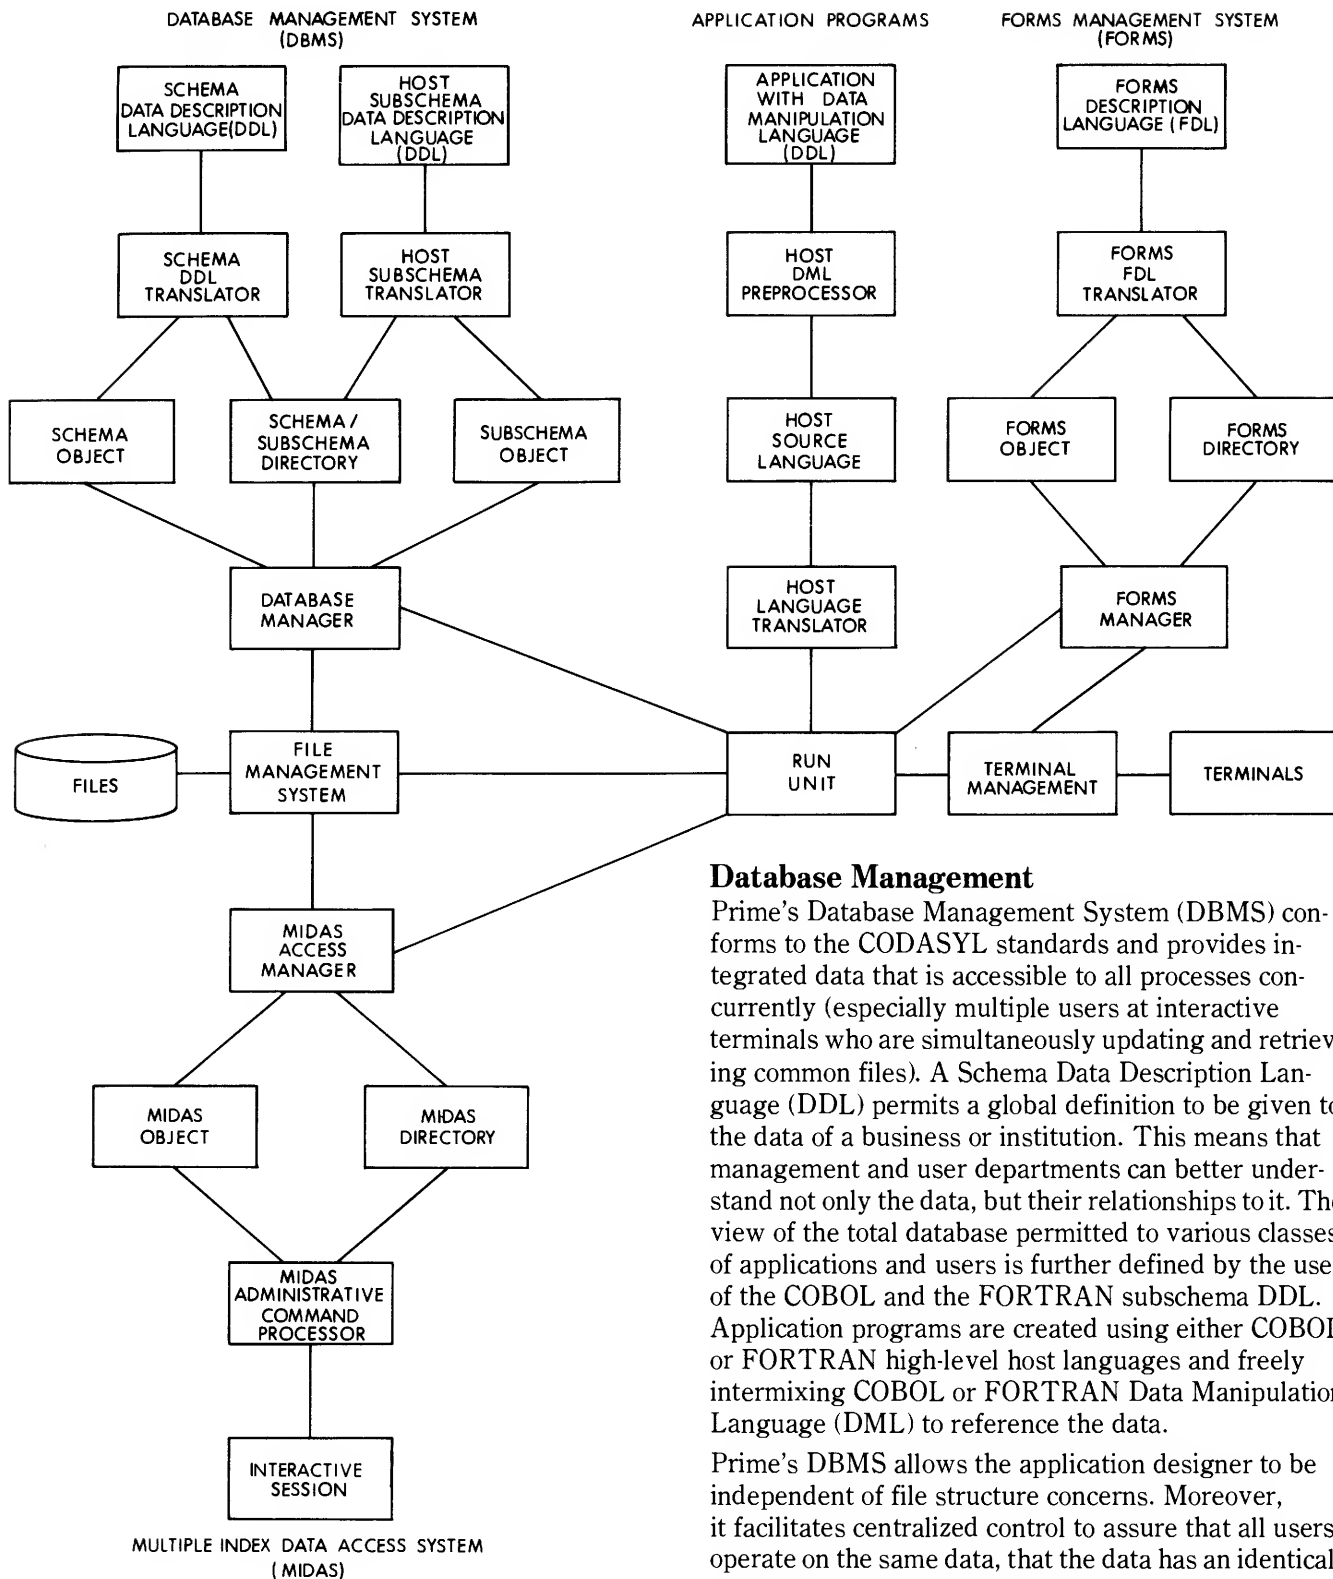 DATABASE MANAGEMENT SYSTEM
(DBMS)
APPLICATION PROGRAMS
FORMS MANAGEMENT SYSTEM
(FORMS)
SCHEMA
DATA DESCRIPTION
LANGUAGE(DDL)
HOST
SUBSCHEMA
DATA DESCRIPTION
LANGUAGE
(DDL)
APPLICATION
WITH DATA
MANIPULATION
LANGUAGE
(DDL)
FORMS
DESCRIPTION
LANGUAGE (FDL)
SCHEMA
DDL
TRANSLATOR
HOST
SUBSCHEMA
TRANSLATOR
HOST
DML
PREPROCESSOR
FORMS
FDL
TRANSLATOR
SCHEMA
OBJECT
SCHEMA /
SUBSCHEMA
DIRECTORY
SUBSCHEMA
OBJECT
HOST
SOURCE
LANGUAGE
FORMS
OBJECT
FORMS
DIRECTORY
DATABASE
MANAGER
HOST
LANGUAGE
TRANSLATOR
FORMS
MANAGER
FILES
FILE
MANAGEMENT
SYSTEM
RUN
UNIT
TERMINAL
MANAGEMENT
TERMINALS
MIDAS
ACCESS
MANAGER
MIDAS
OBJECT
MIDAS
DIRECTORY
MIDAS
ADMINISTRATIVE
COMMAND
PROCESSOR
INTERACTIVE
SESSION
MULTIPLE INDEX DATA ACCESS SYSTEM
(MIDAS)
Database Management
Prime's Database Management System (DBMS) con-
forms to the CODASYL standards and provides in-
tegrated data that is accessible to all processes con-
currently (especially multiple users at interactive
terminals who are simultaneously updating and retriev
ing common files). A Schema Data Description Lan-
guage (DDL) permits a global definition to be given to
the data of a business or institution. This means that
management and user departments can better under-
stand not only the data, but their relationships to it. The
view of the total database permitted to various classes
of applications and users is further defined by the use
of the COBOL and the FORTRAN subschema DDL.
Application programs are created using either COBOL
or FORTRAN high-level host languages and freely
intermixing COBOL or FORTRAN Data Manipulation
Language (DML) to reference the data.
Prime's DBMS allows the application designer to be
independent of file structure concerns. Moreover,
it facilitates centralized control to assure that all users
operate on the same data, that the data has an identical